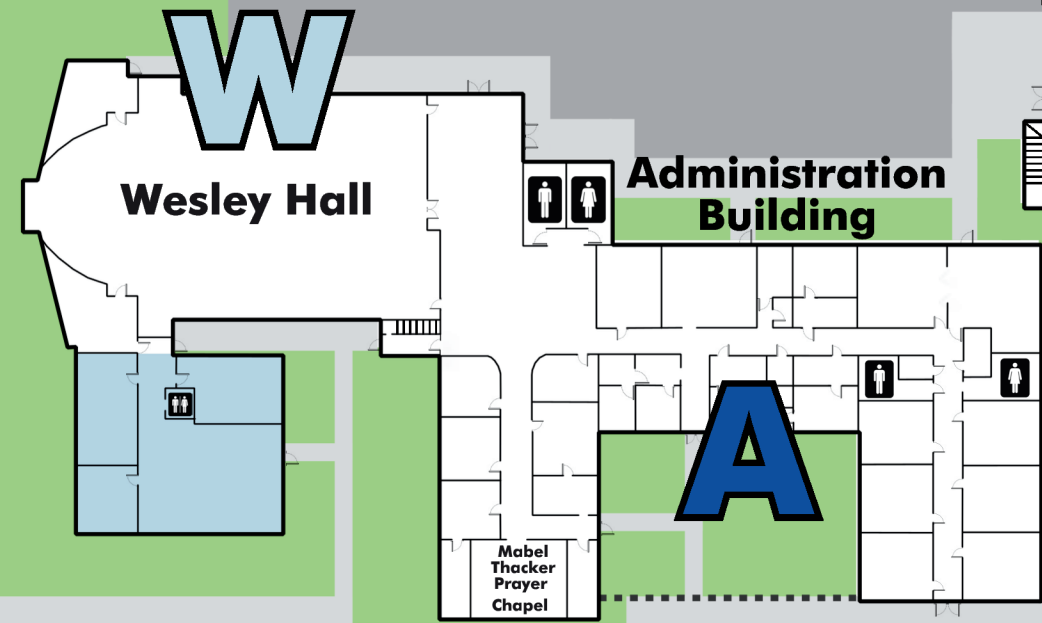 W
Wesley Hall
Administration
Building
A
Mabel
Thacker
Prayer
Chapel